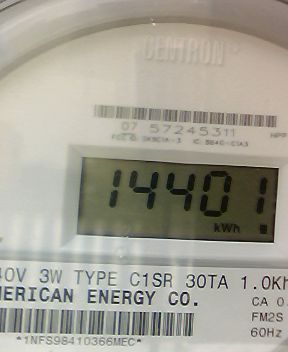 CENTRON
07 57245311
14401
kWh
40V 3W TYPE C1SR 30TA 1.0Kh
MERICAN ENERGY CO.
CA 0.
FM2S
60Hz
*1NFS98410366MEC*